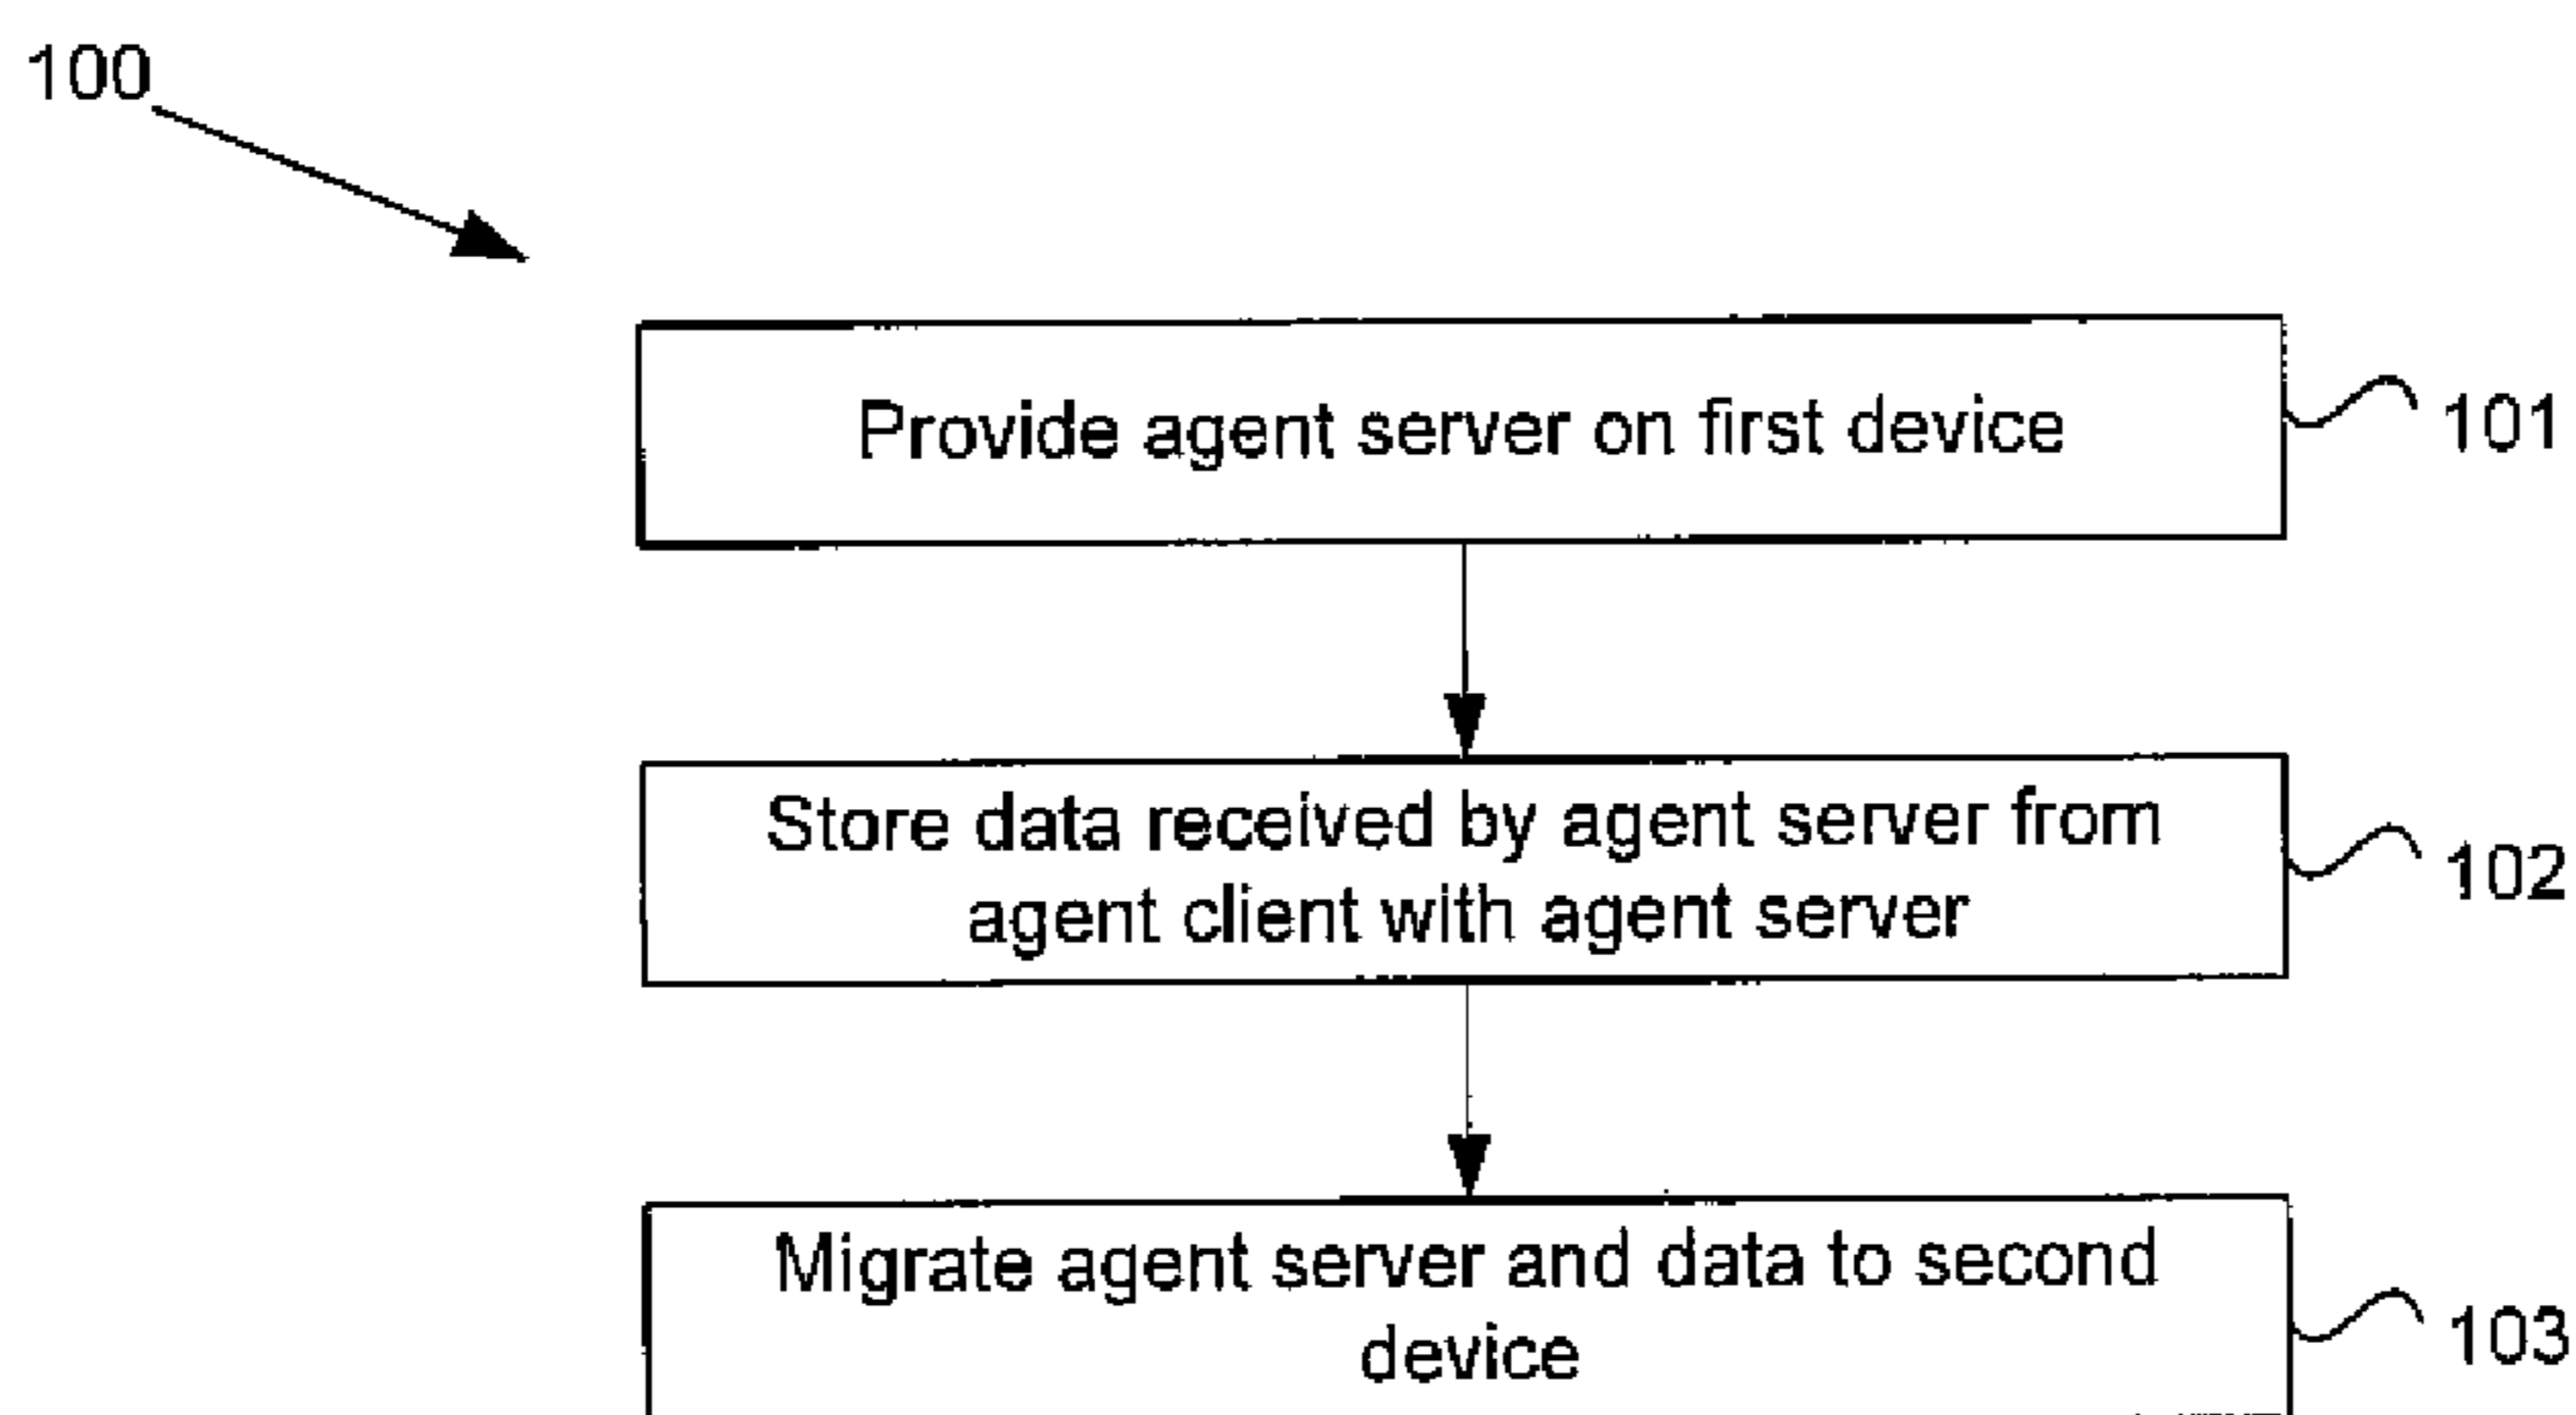 100
Provide agent server on first device
101
Store data received by agent server from
agent client with agent server
102
Migrate agent server and data to second
device
103